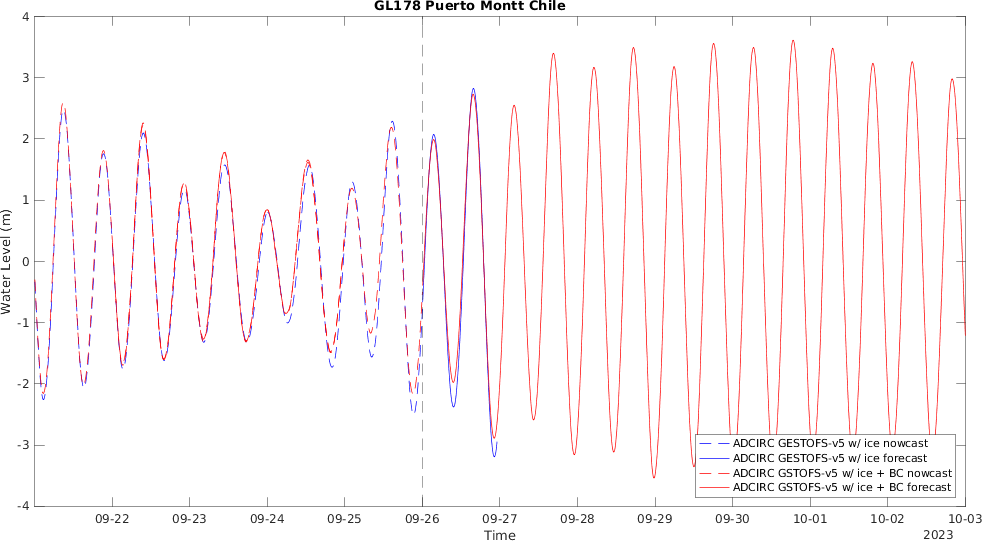 GL178 Puerto Montt Chile
4
3
2
1
0
-1
-2
-3
-4
Water Level (m)
ADCIRC GESTOFS-v5 w/ ice nowcast
ADCIRC GESTOFS-v5 w/ ice forecast
ADCIRC GSTOFS-v5 w/ ice + BC nowcast
ADCIRC GSTOFS-v5 w/ ice + BC forecast
09-22 09-23 09-24 09-25 09-26 09-27 09-28 09-29 09-30 10-01 10-02 10-03
Time
2023